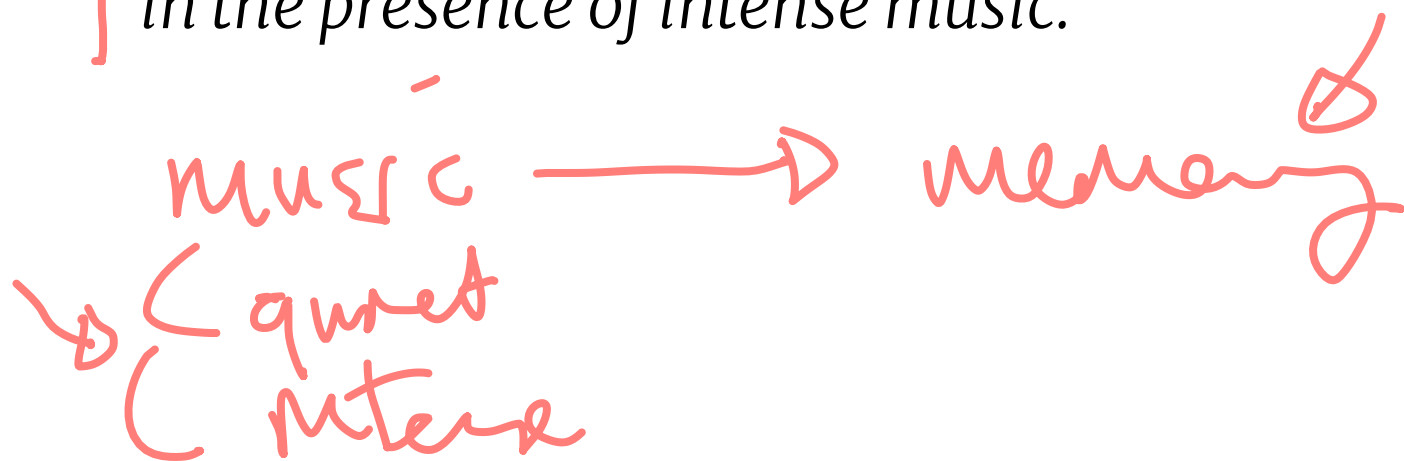 in the presence of intense music.
music → memory
quiet
intense